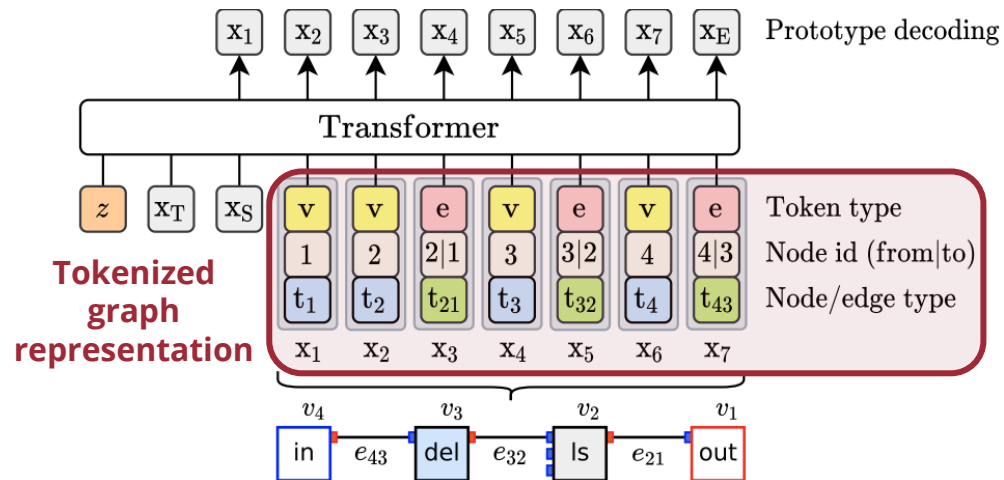 x₁ x₂ x₃ x₄ x₅ x₆ x₇ x_E Prototype decoding
Transformer
z x_T x_S v v e v e v e Token type
1 2 2|1 3 3|2 4 4|3 Node id (from|to)
t₁ t₂ t₂₁ t₃ t₃₂ t₄ t₄₃ Node/edge type
x₁ x₂ x₃ x₄ x₅ x₆ x₇
Tokenized
graph
representation
v₄ v₃ v₂ v₁
in e₄₃ del e₃₂ ls e₂₁ out